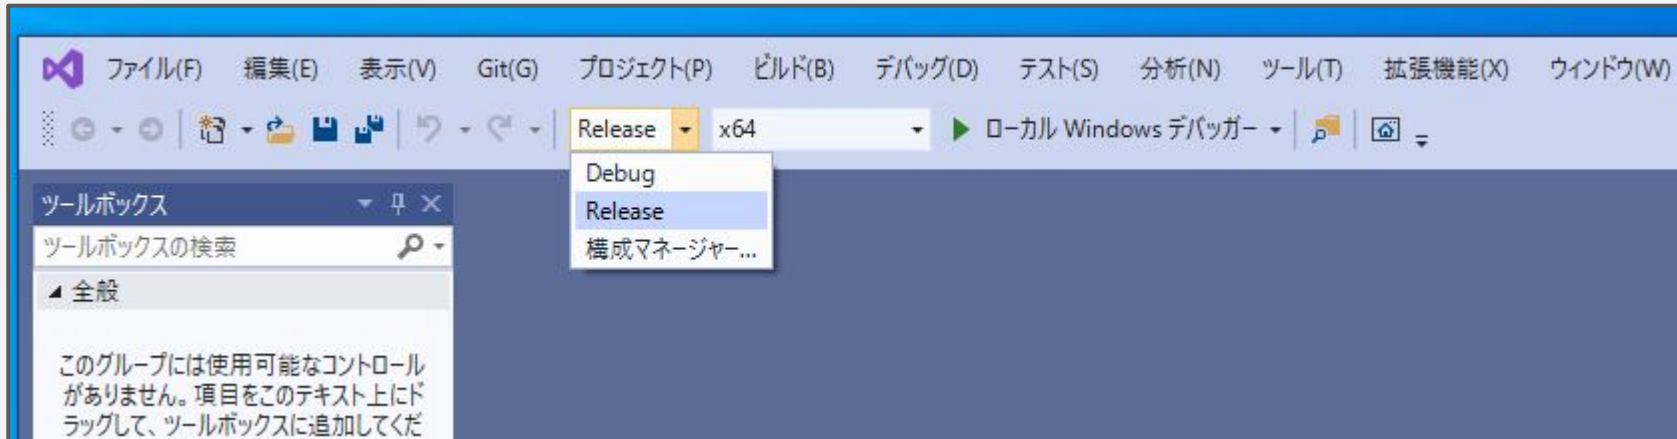 ファイル(F) 編集(E) 表示(V) Git(G) プロジェクト(P) ビルド(B) デバッグ(D) テスト(S) 分析(N) ツール(T) 拡張機能(X) ウィンドウ(W)
Release x64 ローカル Windows デバッガー
Debug
Release
構成マネージャー...
ツールボックス
ツールボックスの検索
全般
このグループには使用可能なコントロール
がありません。項目をこのテキスト上にド
ラッグして、ツールボックスに追加してくだ